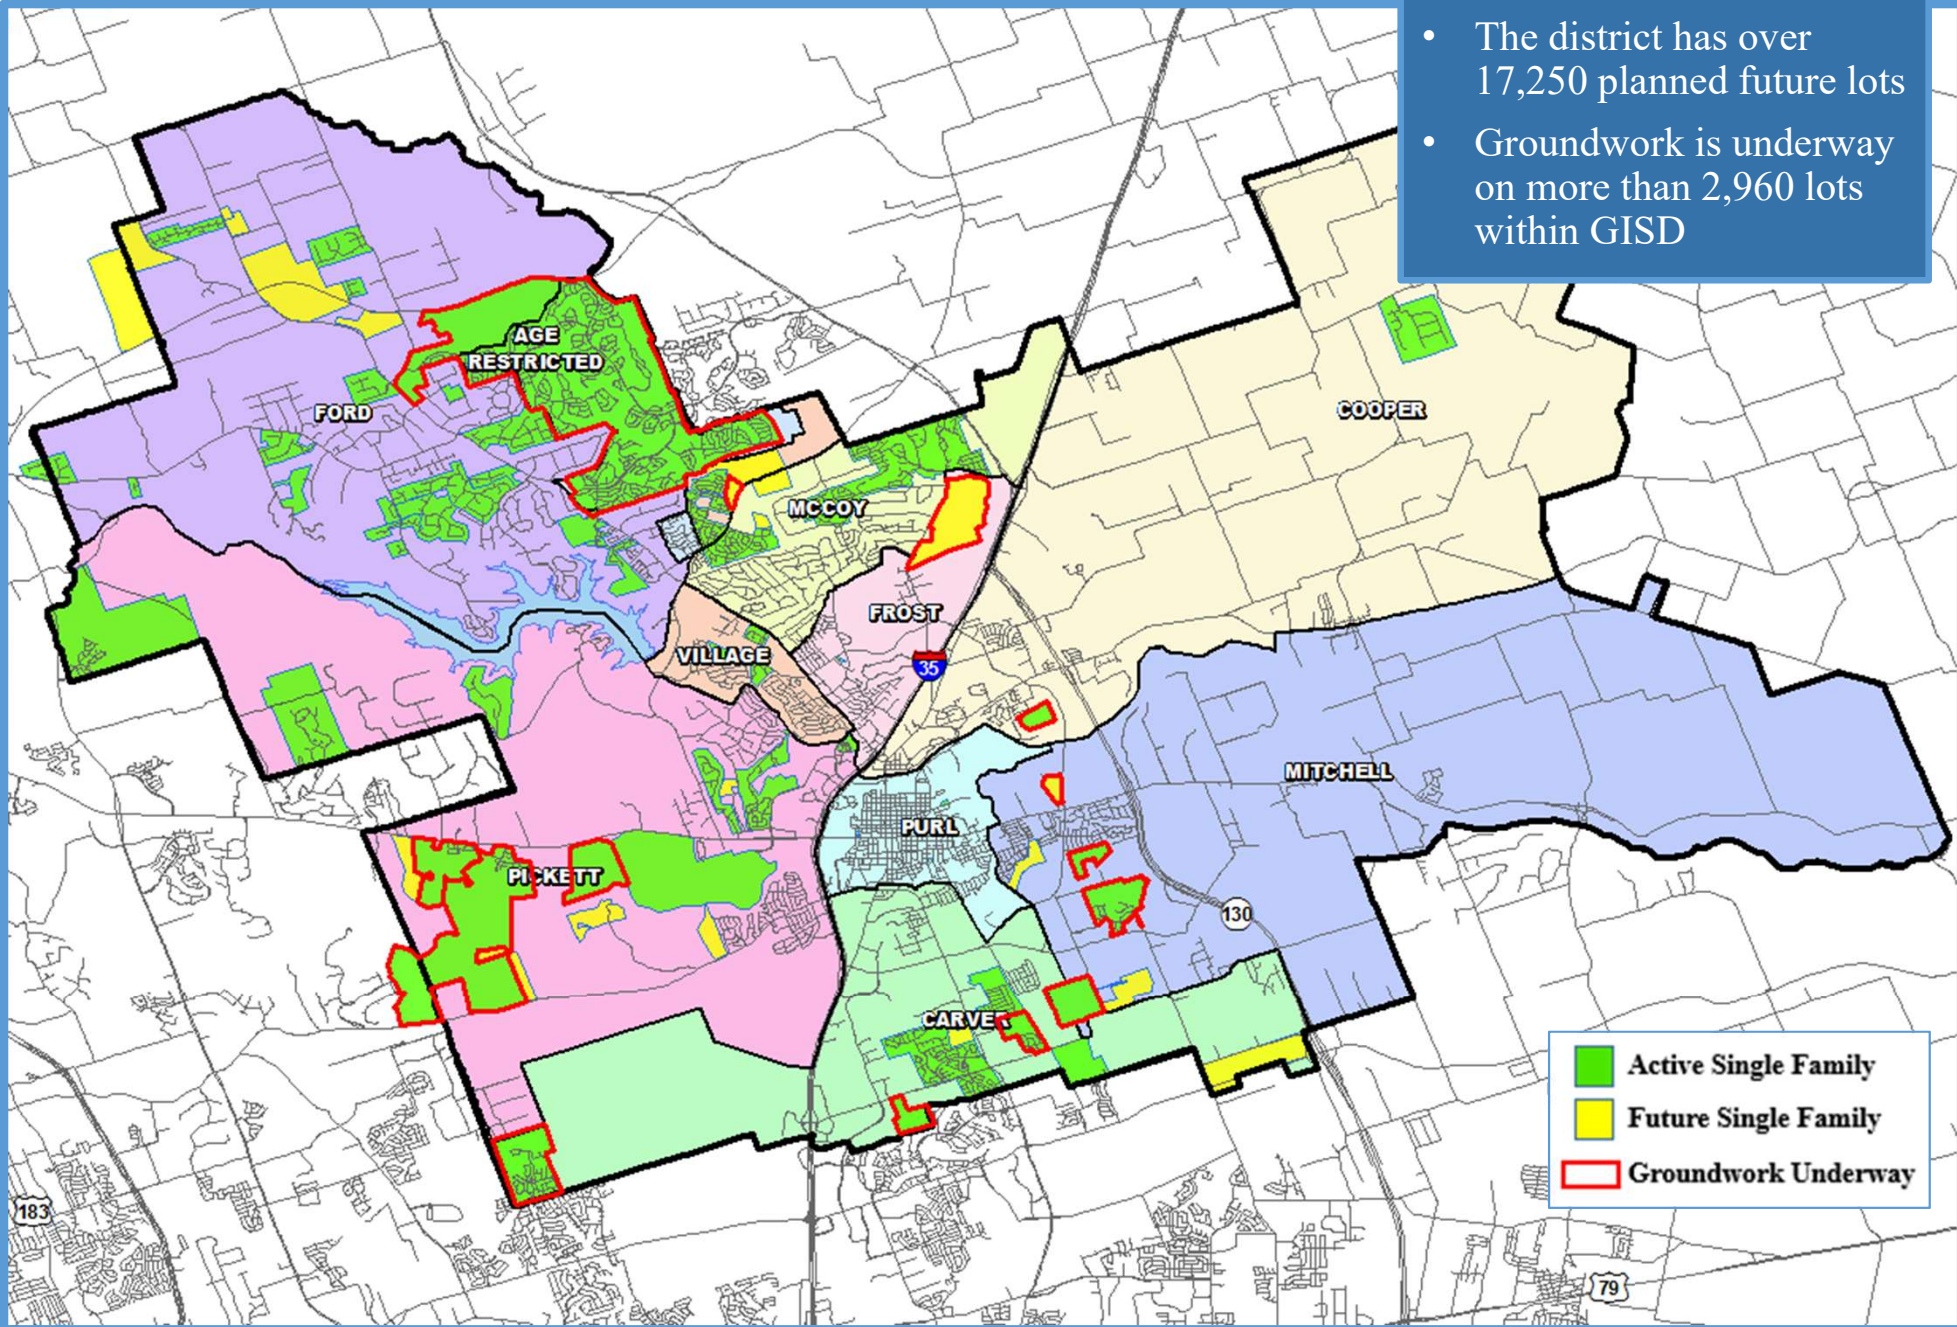 • The district has over
17,250 planned future lots
• Groundwork is underway
on more than 2,960 lots
within GISD
AGE
RESTRICTED
FORD
COOPER
MCCOY
FROST
VILLAGE
35
MITCHELL
PURL
PICKETT
130
CARVER
Active Single Family
Future Single Family
Groundwork Underway
183
79